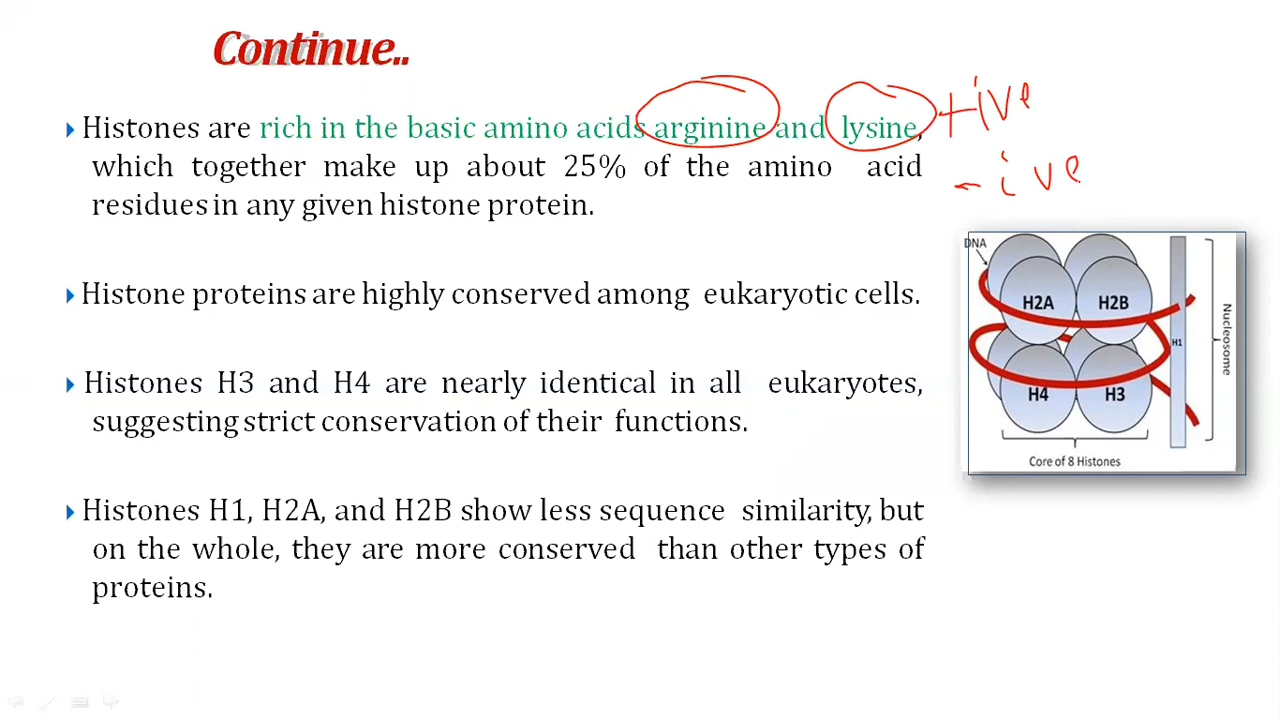 Continue..
Histones are rich in the basic amino acids arginine and lysine,
which together make up about 25% of the amino acid
residues in any given histone protein.
+ive
-ive
Histone proteins are highly conserved among eukaryotic cells.
Histones H3 and H4 are nearly identical in all eukaryotes,
suggesting strict conservation of their functions.
Histones H1, H2A, and H2B show less sequence similarity, but
on the whole, they are more conserved than other types of
proteins.
DNA
H2A H2B
H1
H4 H3
Nucleosome
Core of 8 Histones